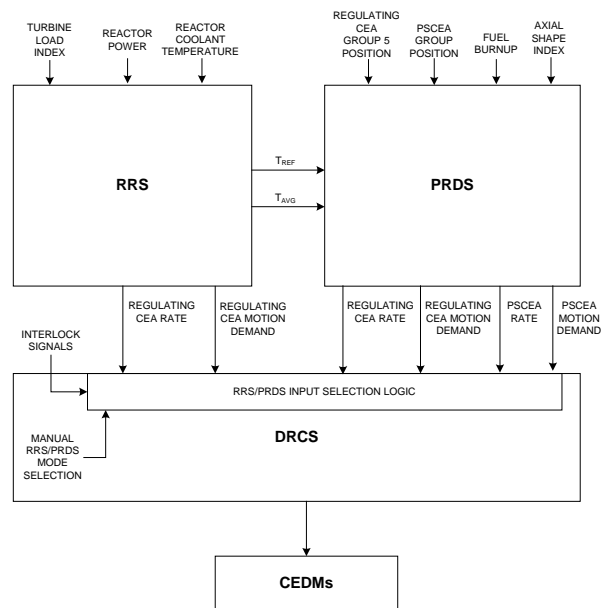 TURBINE
LOAD
INDEX
REACTOR
POWER
REACTOR
COOLANT
TEMPERATURE
REGULATING
CEA
GROUP 5
POSITION
PSCEA
GROUP
POSITION
FUEL
BURNUP
AXIAL
SHAPE
INDEX
RRS
TREF
TAVG
PRDS
REGULATING
CEA RATE
REGULATING
CEA MOTION
DEMAND
REGULATING
CEA RATE
REGULATING
CEA MOTION
DEMAND
PSCEA
RATE
PSCEA
MOTION
DEMAND
INTERLOCK
SIGNALS
RRS/PRDS INPUT SELECTION LOGIC
DRCS
MANUAL
RRS/PRDS
MODE
SELECTION
CEDMs